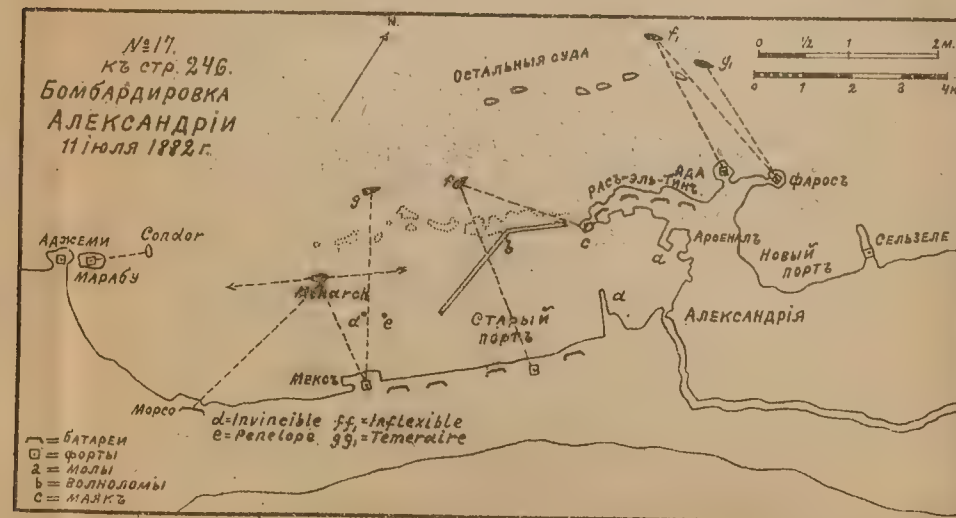 №17.
къ стр. 246.
Бомбардировка
Александріи
11 іюля 1882 г.
N.
Остальныя суда
f₁
g₁
0 ½ 1 2 м.
0 1 2 3 4
Ада
Расъ-эль-Тинъ
Фаросъ
g
f
b
c
Арсеналъ
a
Новый
портъ
Сельзеле
Аджеми
Марабу
Condor
Monarch
d
e
Старый
портъ
a
Александрія
Мексъ
Морсо
d=Invincible ff₁=Inflexible
e=Penelope gg₁=Temeraire
= батареи
= форты
a = молы
b = волноломы
c = маякъ